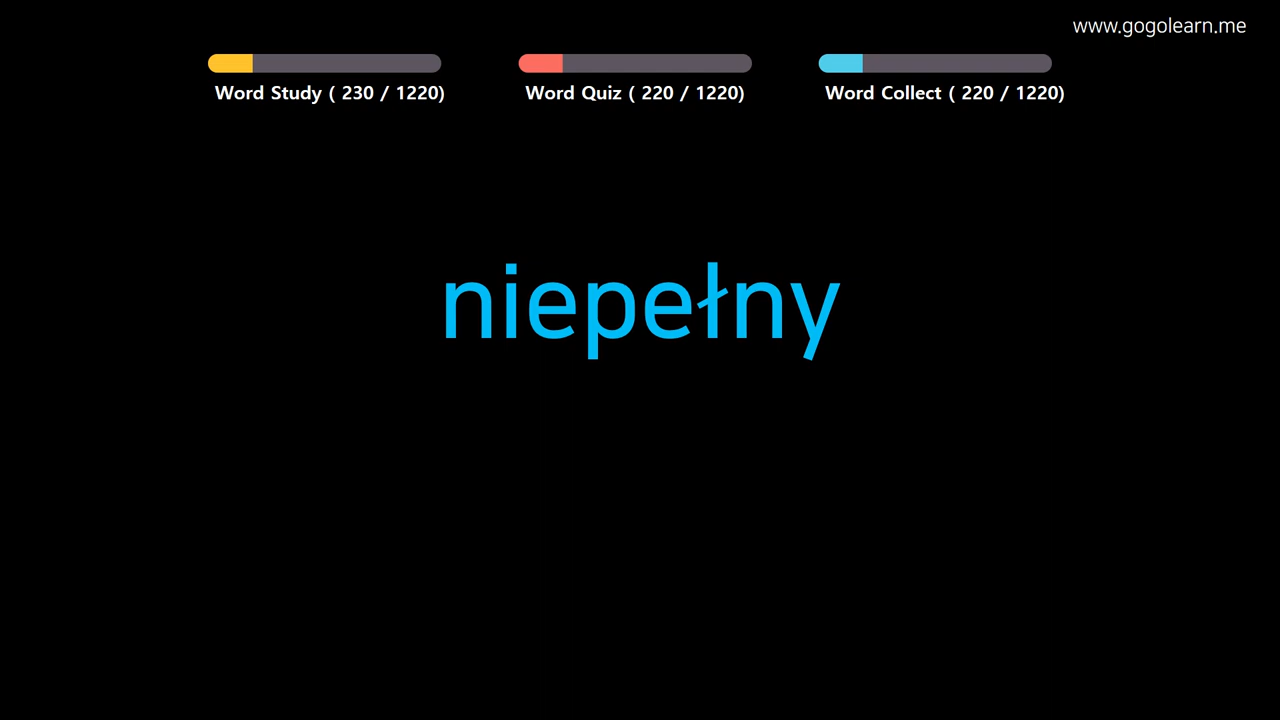 www.gogolearn.me
Word Study ( 230 / 1220)
Word Quiz ( 220 / 1220)
Word Collect ( 220 / 1220)
niepełny